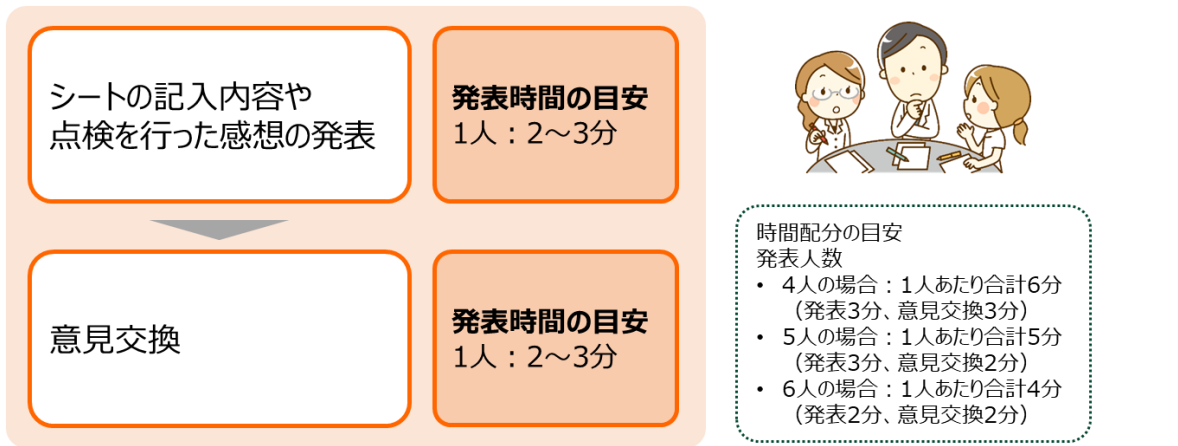 シートの記入内容や
点検を行った感想の発表
発表時間の目安
1人：2～3分
意見交換
発表時間の目安
1人：2～3分
時間配分の目安
発表人数
• 4人の場合：1人あたり合計6分
（発表3分、意見交換3分）
• 5人の場合：1人あたり合計5分
（発表3分、意見交換2分）
• 6人の場合：1人あたり合計4分
（発表2分、意見交換2分）